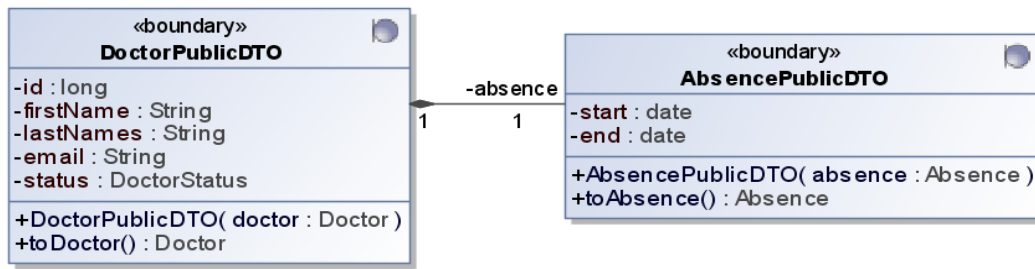 «boundary»
DoctorPublicDTO
-id : long
-firstName : String
-lastNames : String
-email : String
-status : DoctorStatus
+DoctorPublicDTO( doctor : Doctor )
+toDoctor() : Doctor
-absence
1
1
«boundary»
AbsencePublicDTO
-start : date
-end : date
+AbsencePublicDTO( absence : Absence )
+toAbsence() : Absence